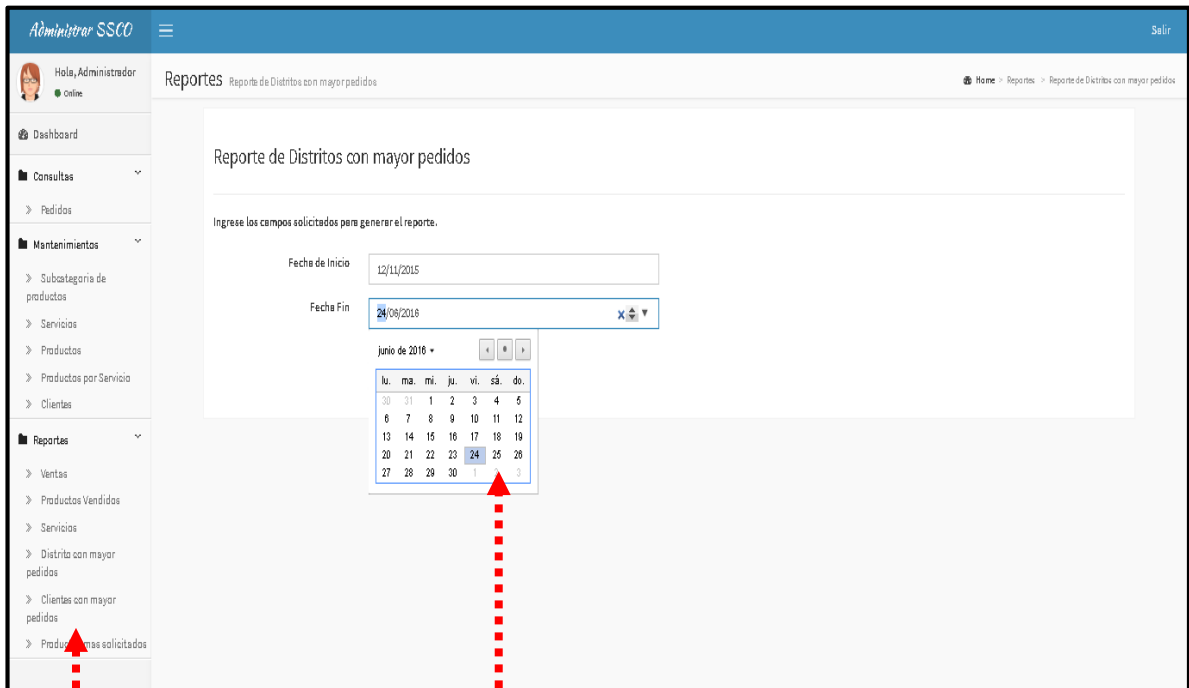 Administrar SSCO
Salir
Hola, Administrador
Online
Reportes Reporte de Distritos con mayor pedidos
Home > Reportes > Reporte de Distritos con mayor pedidos
Dashboard
Consultas
Pedidos
Mantenimientos
Subcategoria de
productos
Servicios
Productos
Productos por Servicio
Clientes
Reportes
Ventas
Productos Vendidos
Servicios
Distrito con mayor
pedidos
Clientes con mayor
pedidos
mas solicitados
Reporte de Distritos con mayor pedidos
Ingrese los campos solicitados para generar el reporte.
Fecha de Inicio
12/11/2015
Fecha Fin
24/06/2016
junio de 2016
lu. ma. mi. ju. vi. sá. do.
30 31 1 2 3 4 5
6 7 8 9 10 11 12
13 14 15 16 17 18 19
20 21 22 23 24 25 26
27 28 29 30 1 3